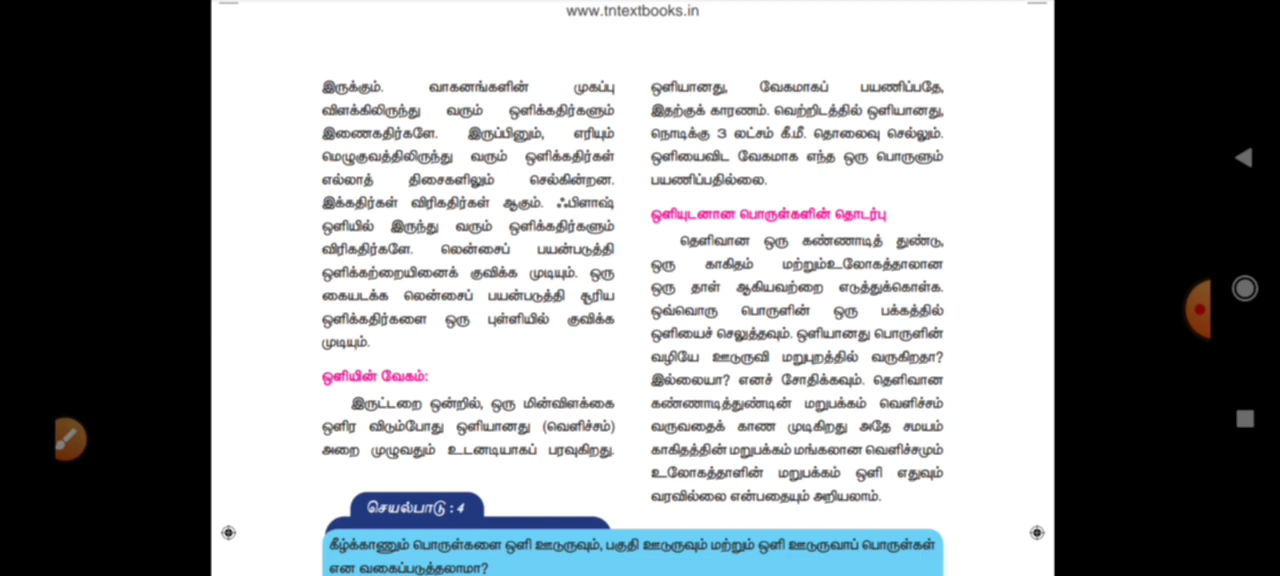 www.tntextbooks.in
இருக்கும். வாகனங்களின் முகப்பு
விளக்கிலிருந்து வரும் ஒளிக்கதிர்களும்
இணைகதிர்களே. இருப்பினும், எரியும்
மெழுகுவத்திலிருந்து வரும் ஒளிக்கதிர்கள்
எல்லாத் திசைகளிலும் செல்கின்றன.
இக்கதிர்கள் விரிகதிர்கள் ஆகும். ஃபிளாஷ்
ஒளியில் இருந்து வரும் ஒளிக்கதிர்களும்
விரிகதிர்களே. லென்சைப் பயன்படுத்தி
ஒளிக்கற்றையினைக் குவிக்க முடியும். ஒரு
கையடக்க லென்சைப் பயன்படுத்தி சூரிய
ஒளிக்கதிர்களை ஒரு புள்ளியில் குவிக்க
முடியும்.
ஒளியின் வேகம்:
இருட்டறை ஒன்றில், ஒரு மின்விளக்கை
ஒளிர விடும்போது ஒளியானது (வெளிச்சம்)
அறை முழுவதும் உடனடியாகப் பரவுகிறது.
ஒளியானது, வேகமாகப் பயணிப்பதே,
இதற்குக் காரணம். வெற்றிடத்தில் ஒளியானது,
நொடிக்கு 3 லட்சம் கீ.மீ. தொலைவு செல்லும்.
ஒளியைவிட வேகமாக எந்த ஒரு பொருளும்
பயணிப்பதில்லை.
ஒளியுடனான பொருள்களின் தொடர்பு
தெளிவான ஒரு கண்ணாடித் துண்டு,
ஒரு காகிதம் மற்றும்உலோகத்தாலான
ஒரு தாள் ஆகியவற்றை எடுத்துக்கொள்க.
ஒவ்வொரு பொருளின் ஒரு பக்கத்தில்
ஒளியைச் செலுத்தவும். ஒளியானது பொருளின்
வழியே ஊடுருவி மறுபுறத்தில் வருகிறதா?
இல்லையா? எனச் சோதிக்கவும். தெளிவான
கண்ணாடித்துண்டின் மறுபக்கம் வெளிச்சம்
வருவதைக் காண முடிகிறது அதே சமயம்
காகிதத்தின் மறுபக்கம் மங்கலான வெளிச்சமும்
உலோகத்தாளின் மறுபக்கம் ஒளி எதுவும்
வரவில்லை என்பதையும் அறியலாம்.
செயல்பாடு : 4
கீழ்க்காணும் பொருள்களை ஒளி ஊடுருவும், பகுதி ஊடுருவும் மற்றும் ஒளி ஊடுருவாப் பொருள்கள்
என வகைப்படுத்தலாமா?